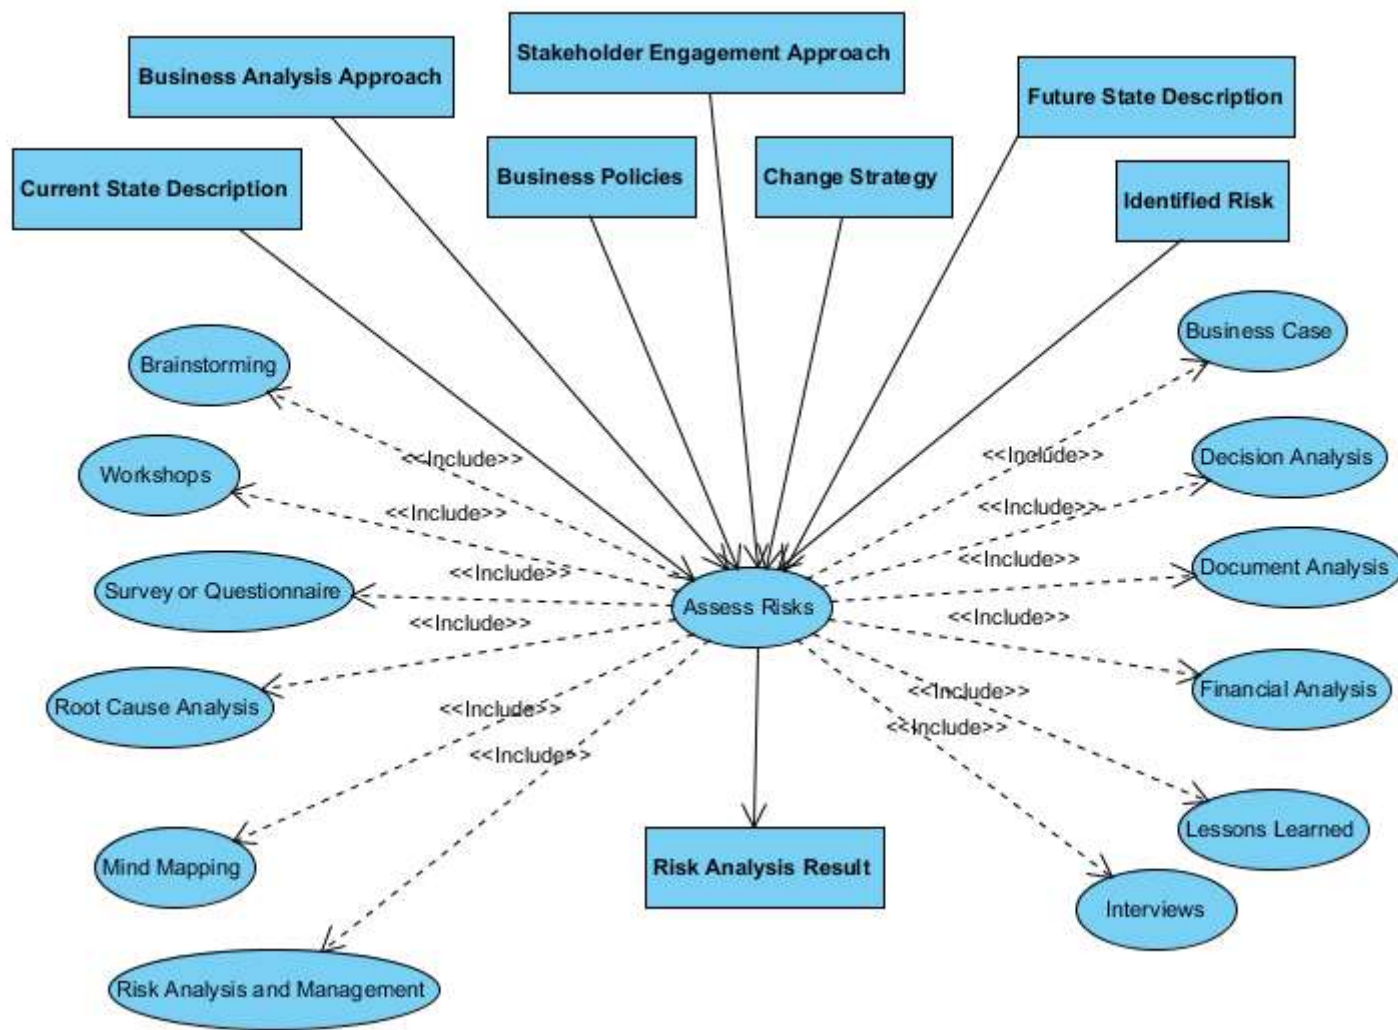 Stakeholder Engagement Approach
Business Analysis Approach
Future State Description
Business Policies
Change Strategy
Current State Description
Identified Risk
Business Case
Brainstorming
<<Include>>
<<Include>>
Decision Analysis
Workshops
<<Include>>
<<Include>>
Document Analysis
<<Include>>
<<Include>>
Survey or Questionnaire
Assess Risks
<<Include>>
<<Include>>
Financial Analysis
<<Include>>
Root Cause Analysis
<<Include>>
<<Include>>
<<Include>>
Lessons Learned
Mind Mapping
Risk Analysis Result
Interviews
Risk Analysis and Management